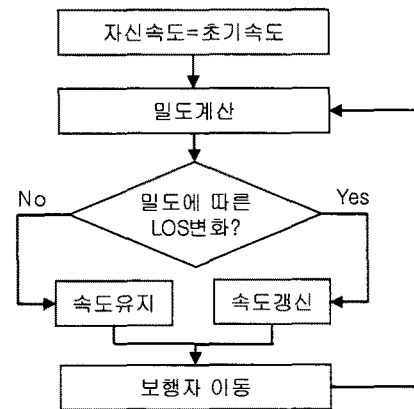 자신속도=초기속도
밀도계산
No
밀도에 따른
LOS변화?
Yes
속도유지
속도갱신
보행자 이동